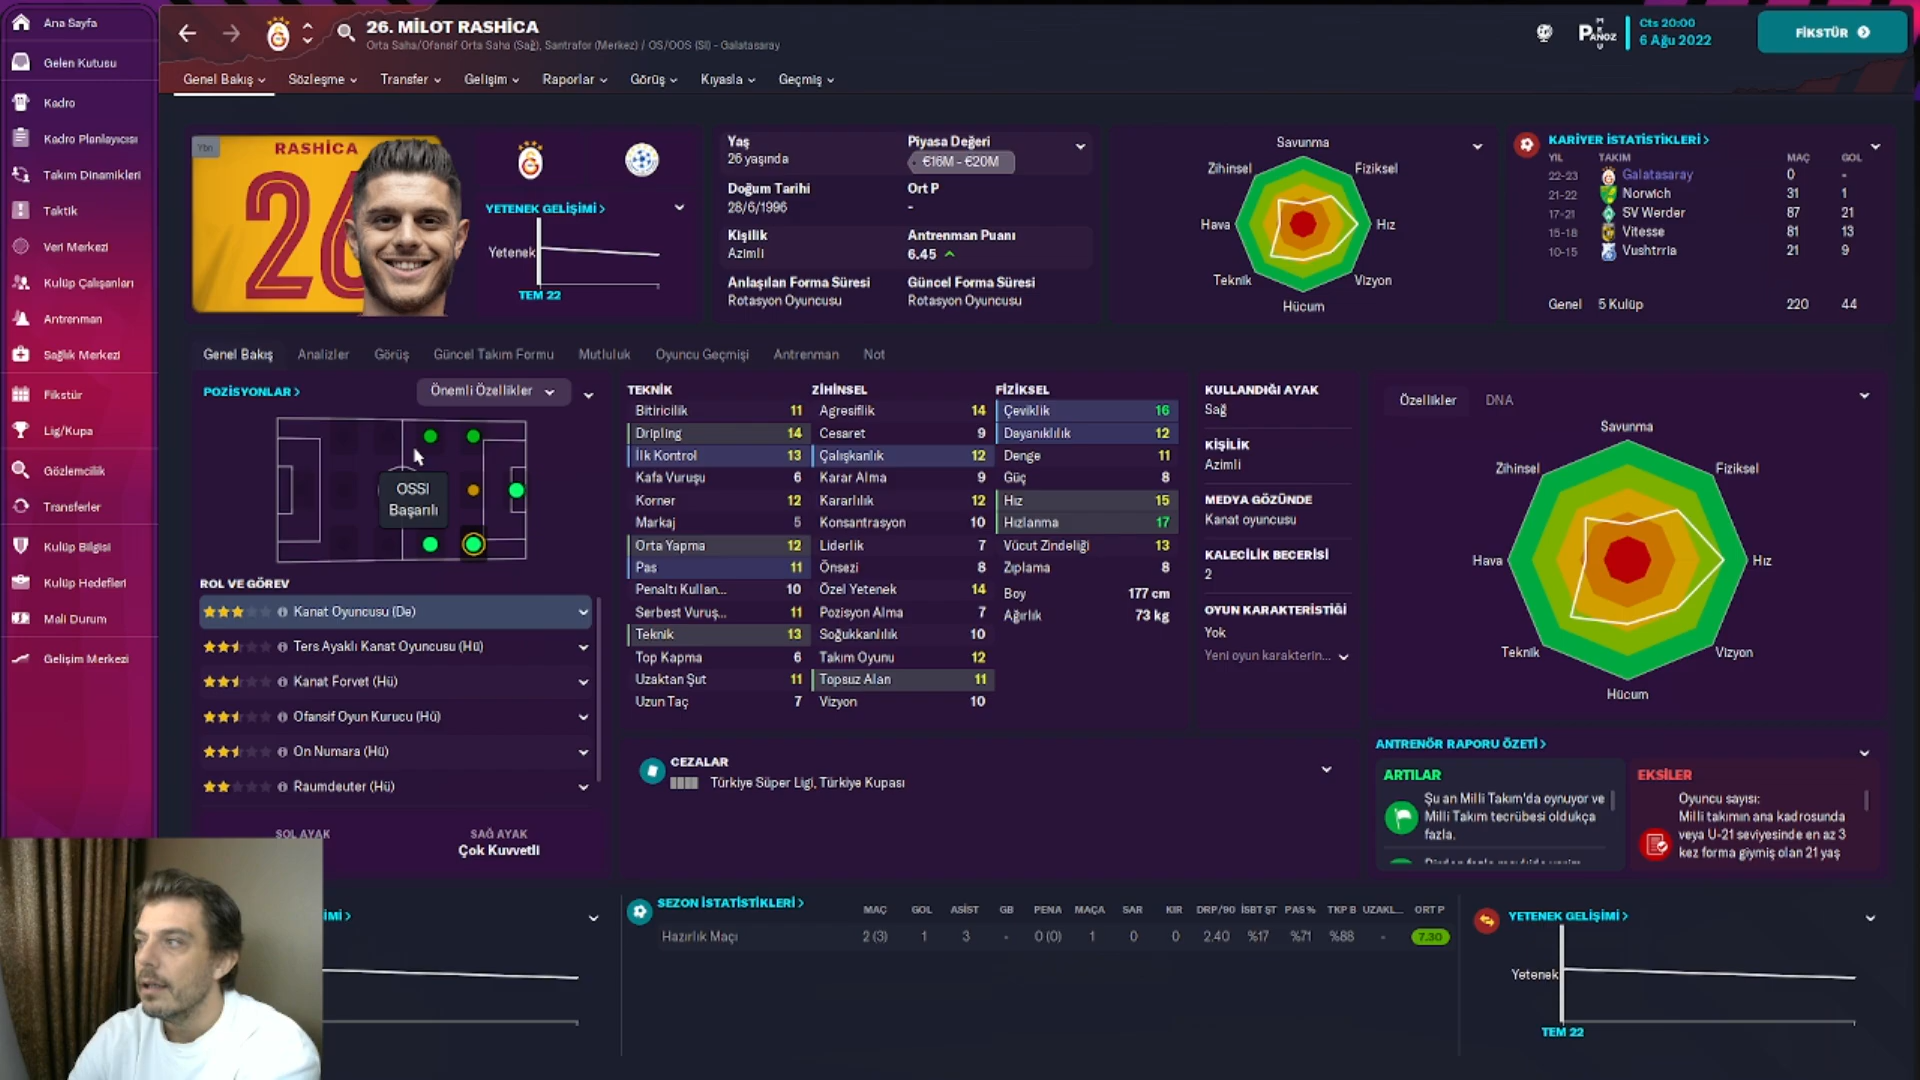 Ana Sayfa
Gelen Kutusu
Kadro
Kadro Planlayıcısı
Takım Dinamikleri
Taktik
Veri Merkezi
Kulüp Çalışanları
Antrenman
Sağlık Merkezi
Fikstür
Lig/Kupa
Gözlemcilik
Transferler
Kulüp Bilgisi
Kulüp Hedefleri
Mali Durum
Gelişim Merkezi
26. MİLOT RASHİCA
Orta Saha/Ofansif Orta Saha (Sağ), Santrafor (Merkez) / OS/OOS (Sl) - Galatasaray
Cts 20:00
6 Ağu 2022
FİKSTÜR
Genel Bakış Sözleşme Transfer Gelişim Raporlar Görüş Kıyasla Geçmiş
Ybn
RASHİCA
26
YETENEK GELİŞİMİ>
Yetenek
TEM 22
Yaş
26 yaşında
Piyasa Değeri
€16M - €20M
Doğum Tarihi
28/6/1996
Ort P
-
Kişilik
Azimli
Antrenman Puanı
6.45
Anlaşılan Forma Süresi
Rotasyon Oyuncusu
Güncel Forma Süresi
Rotasyon Oyuncusu
Savunma
Fiziksel
Hız
Vizyon
Hücum
Teknik
Hava
Zihinsel
KARİYER İSTATİSTİKLERİ>
YIL TAKIM MAÇ GOL
22-23 Galatasaray 0 -
21-22 Norwich 31 1
17-21 SV Werder 87 21
15-18 Vitesse 81 13
10-15 Vushtrria 21 9
Genel 5 Kulüp 220 44
Genel Bakış Analizler Görüş Güncel Takım Formu Mutluluk Oyuncu Geçmişi Antrenman Not
POZİSYONLAR>
Önemli Özellikler
OSSl
Başarılı
ROL VE GÖREV
Kanat Oyuncusu (De)
Ters Ayaklı Kanat Oyuncusu (Hü)
Kanat Forvet (Hü)
Ofansif Oyun Kurucu (Hü)
On Numara (Hü)
Raumdeuter (Hü)
SOL AYAK
SAĞ AYAK
Çok Kuvvetli
TEKNİK
Bitiricilik 11
Dripling 14
İlk Kontrol 13
Kafa Vuruşu 6
Korner 12
Markaj 5
Orta Yapma 12
Pas 11
Penaltı Kullan... 10
Serbest Vuruş... 11
Teknik 13
Top Kapma 6
Uzaktan Şut 11
Uzun Taç 7
ZİHİNSEL
Agresiflik 14
Cesaret 9
Çalışkanlık 12
Karar Alma 9
Kararlılık 12
Konsantrasyon 10
Liderlik 7
Önsezi 8
Özel Yetenek 14
Pozisyon Alma 7
Soğukkanlılık 10
Takım Oyunu 12
Topsuz Alan 11
Vizyon 10
FİZİKSEL
Çeviklik 16
Dayanıklılık 12
Denge 11
Güç 8
Hız 15
Hızlanma 17
Vücut Zindeliği 13
Zıplama 8
Boy 177 cm
Ağırlık 73 kg
KULLANDIĞI AYAK
Sağ
KİŞİLİK
Azimli
MEDYA GÖZÜNDE
Kanat oyuncusu
KALECİLİK BECERİSİ
2
OYUN KARAKTERİSTİĞİ
Yok
Yeni oyun karakterin...
Özellikler DNA
Savunma
Fiziksel
Hız
Vizyon
Hücum
Teknik
Hava
Zihinsel
CEZALAR
Türkiye Süper Ligi, Türkiye Kupası
ANTRENÖR RAPORU ÖZETİ>
ARTILAR
Şu an Milli Takım'da oynuyor ve
Milli Takım tecrübesi oldukça
fazla.
EKSİLER
Oyuncu sayısı:
Milli takımın ana kadrosunda
veya U-21 seviyesinde en az 3
kez forma giymiş olan 21 yaş
İMİ>
SEZON İSTATİSTİKLERİ>
MAÇ GOL ASİST GB PENA MAÇA SAR KIR DRP/90 İSBT ŞT PAS % TKP B UZAKL... ORT P
Hazırlık Maçı 2 (3) 1 3 - 0 (0) 1 0 0 2.40 %17 %71 %88 - 7.30
YETENEK GELİŞİMİ>
Yetenek
TEM 22